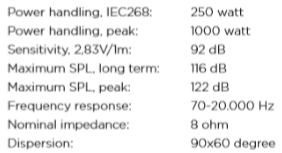 Power handling, IEC268: 250 watt
Power handling, peak: 1000 watt
Sensitivity, 2,83V/1m: 92 dB
Maximum SPL, long term: 116 dB
Maximum SPL, peak: 122 dB
Frequency response: 70-20.000 Hz
Nominal impedance: 8 ohm
Dispersion: 90x60 degree